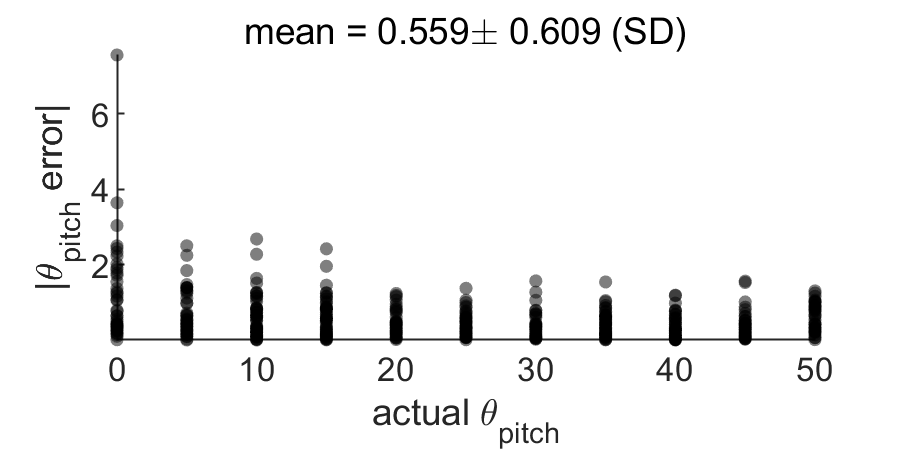 mean = 0.559± 0.609 (SD)
|θpitch error|
6
4
2
0 10 20 30 40 50
actual θpitch